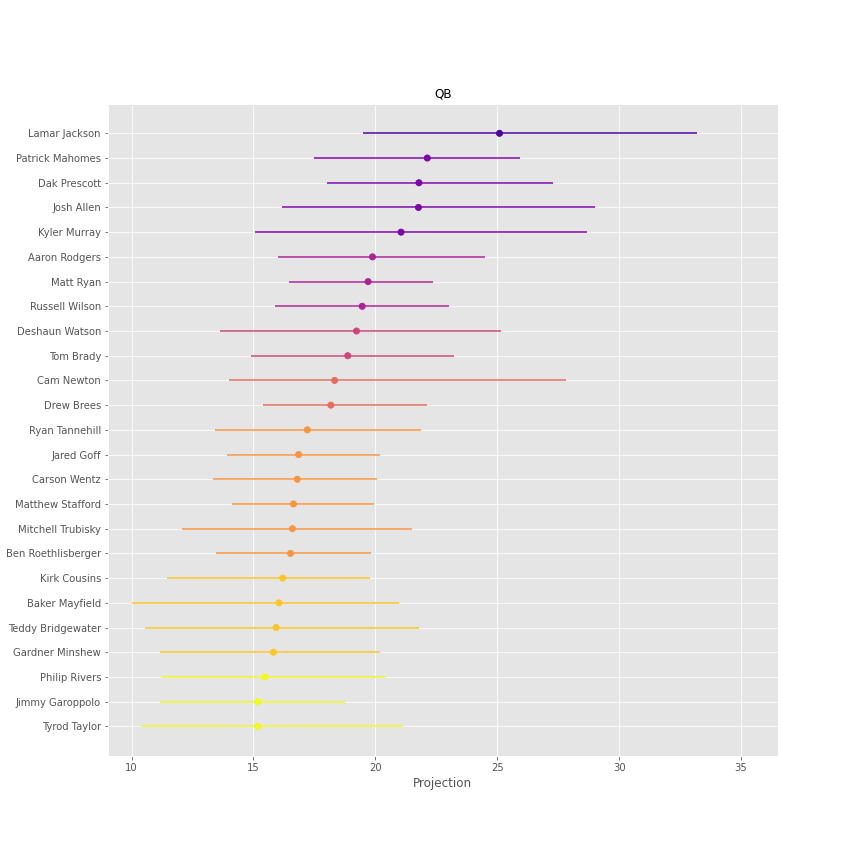 QB
Lamar Jackson
Patrick Mahomes
Dak Prescott
Josh Allen
Kyler Murray
Aaron Rodgers
Matt Ryan
Russell Wilson
Deshaun Watson
Tom Brady
Cam Newton
Drew Brees
Ryan Tannehill
Jared Goff
Carson Wentz
Matthew Stafford
Mitchell Trubisky
Ben Roethlisberger
Kirk Cousins
Baker Mayfield
Teddy Bridgewater
Gardner Minshew
Philip Rivers
Jimmy Garoppolo
Tyrod Taylor
10 15 20 25 30 35
Projection